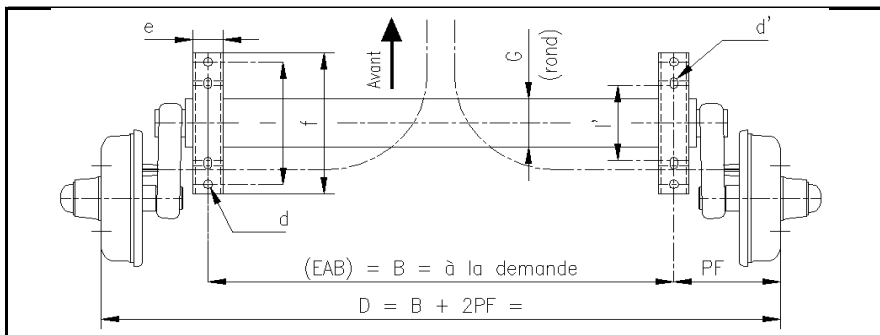 e
d'
Avant
G
(rond)
f
l'
d
(EAB) = B = à la demande
PF
D = B + 2PF =